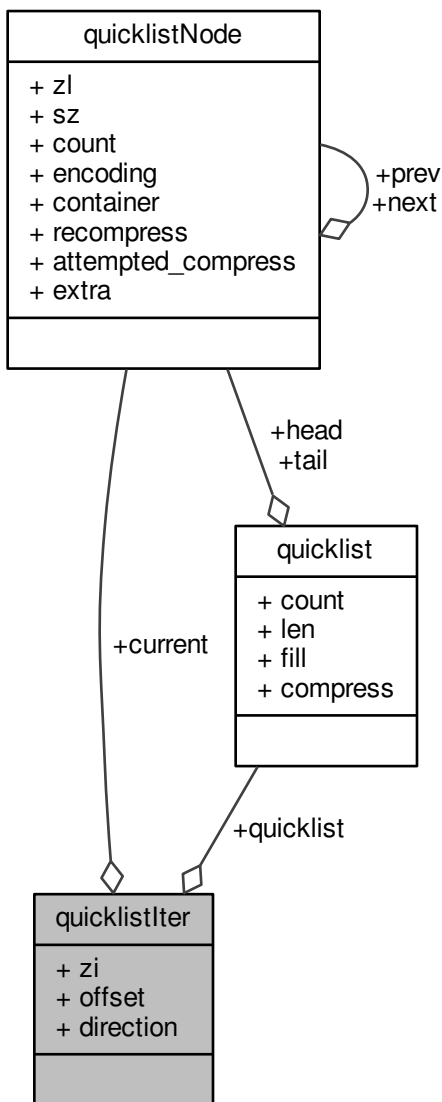 quicklistNode
+ zl
+ sz
+ count
+ encoding
+ container
+ recompress
+ attempted_compress
+ extra
+prev
+next
+head
+tail
quicklist
+ count
+ len
+ fill
+ compress
+current
+quicklist
quicklistIter
+ zi
+ offset
+ direction